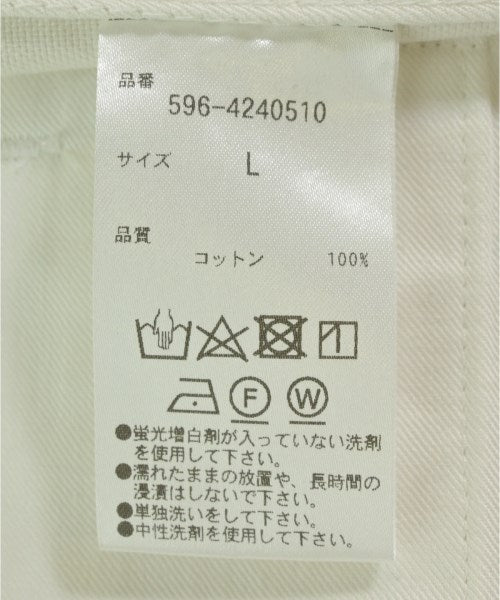 品番
596-4240510
サイズ L
品質
コットン 100%
F W
●蛍光増白剤が入っていない洗剤
を使用して下さい。
●濡れたままの放置や、長時間の
浸漬はしないで下さい。
●単独洗いをして下さい。
●中性洗剤を使用して下さい。